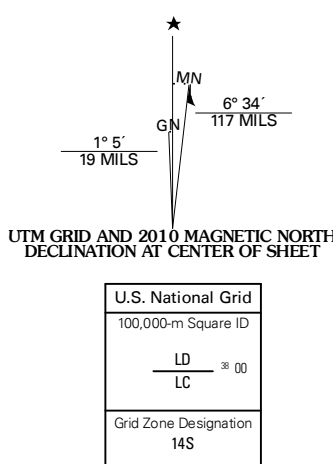 ★
MN
6° 34´
117 MILS
GN
1° 5´
19 MILS
UTM GRID AND 2010 MAGNETIC NORTH
DECLINATION AT CENTER OF SHEET
U.S. National Grid
100,000-m Square ID
LD
38 00
LC
Grid Zone Designation
14S